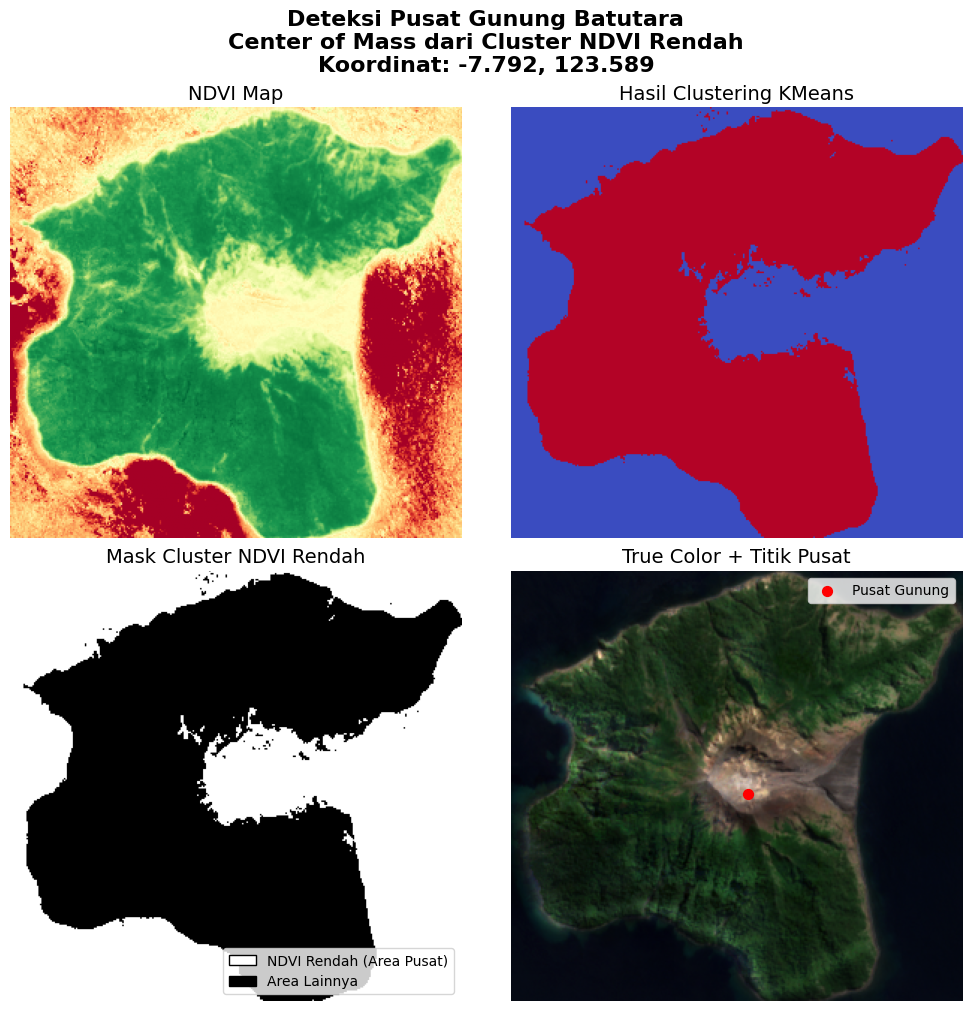 Deteksi Pusat Gunung Batutara
Center of Mass dari Cluster NDVI Rendah
Koordinat: -7.792, 123.589
NDVI Map
Hasil Clustering KMeans
Mask Cluster NDVI Rendah
NDVI Rendah (Area Pusat)
Area Lainnya
True Color + Titik Pusat
Pusat Gunung